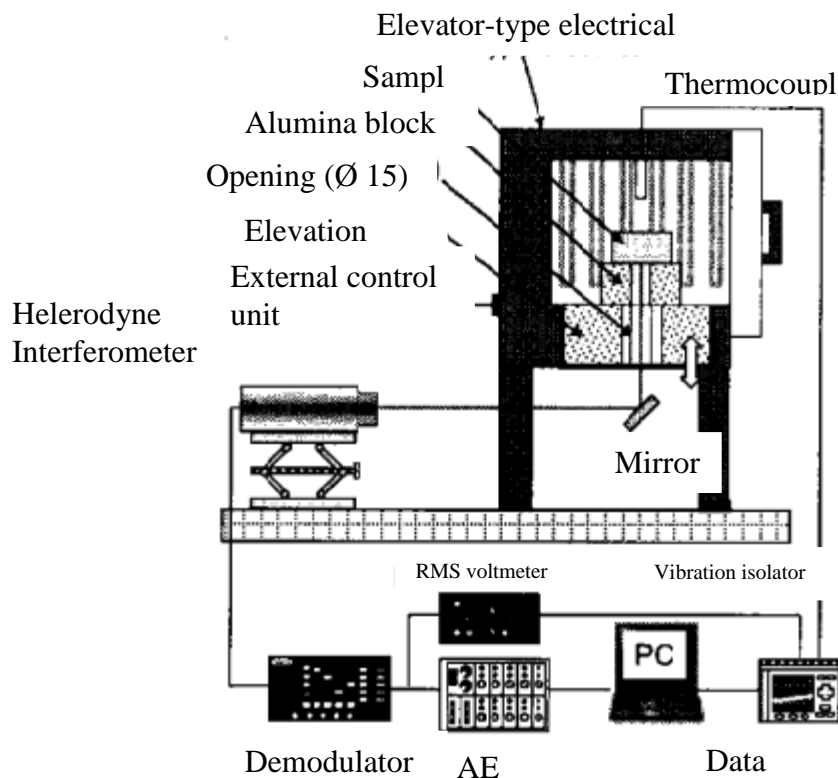 Elevator-type electrical
Sampl
Thermocoupl
Alumina block
Opening (Ø 15)
Elevation
External control
unit
Helerodyne
Interferometer
Mirror
RMS voltmeter
Vibration isolator
PC
Demodulator
AE
Data